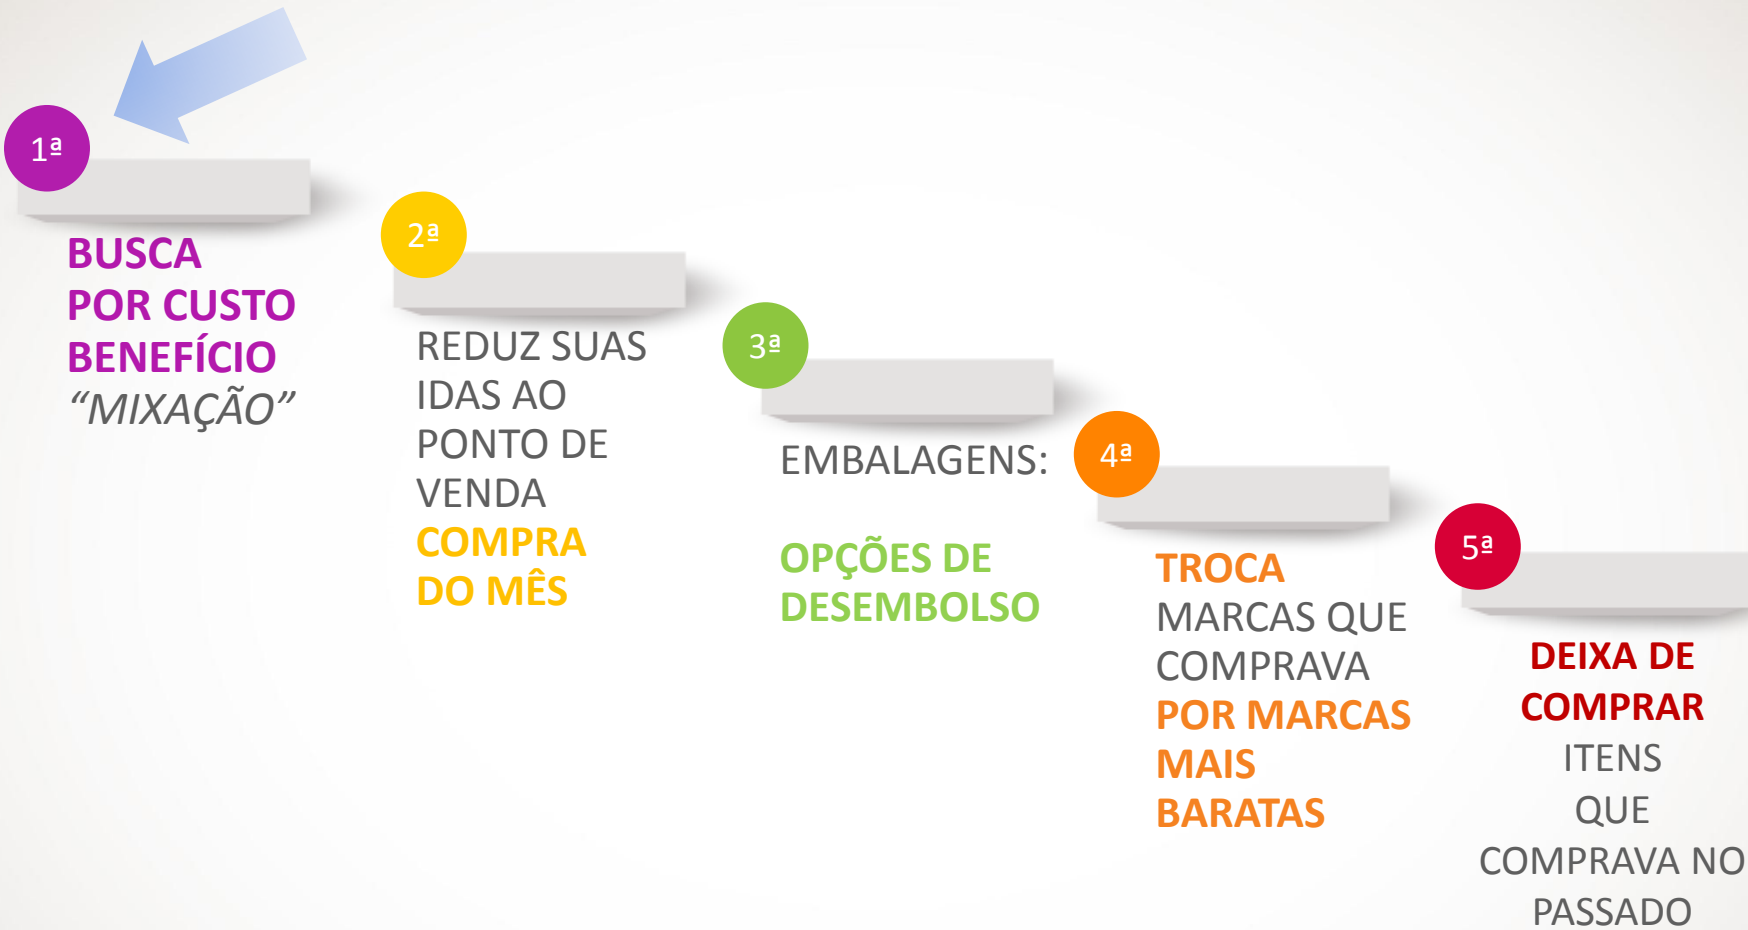 1ª
BUSCA
POR CUSTO
BENEFÍCIO
“MIXAÇÃO”
2ª
REDUZ SUAS
IDAS AO
PONTO DE
VENDA
COMPRA
DO MÊS
3ª
EMBALAGENS:
OPÇÕES DE
DESEMBOLSO
4ª
TROCA
MARCAS QUE
COMPRAVA
POR MARCAS
MAIS
BARATAS
5ª
DEIXA DE
COMPRAR
ITENS
QUE
COMPRAVA NO
PASSADO